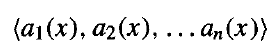 ⟨a₁(x), a₂(x), … aₙ(x)⟩